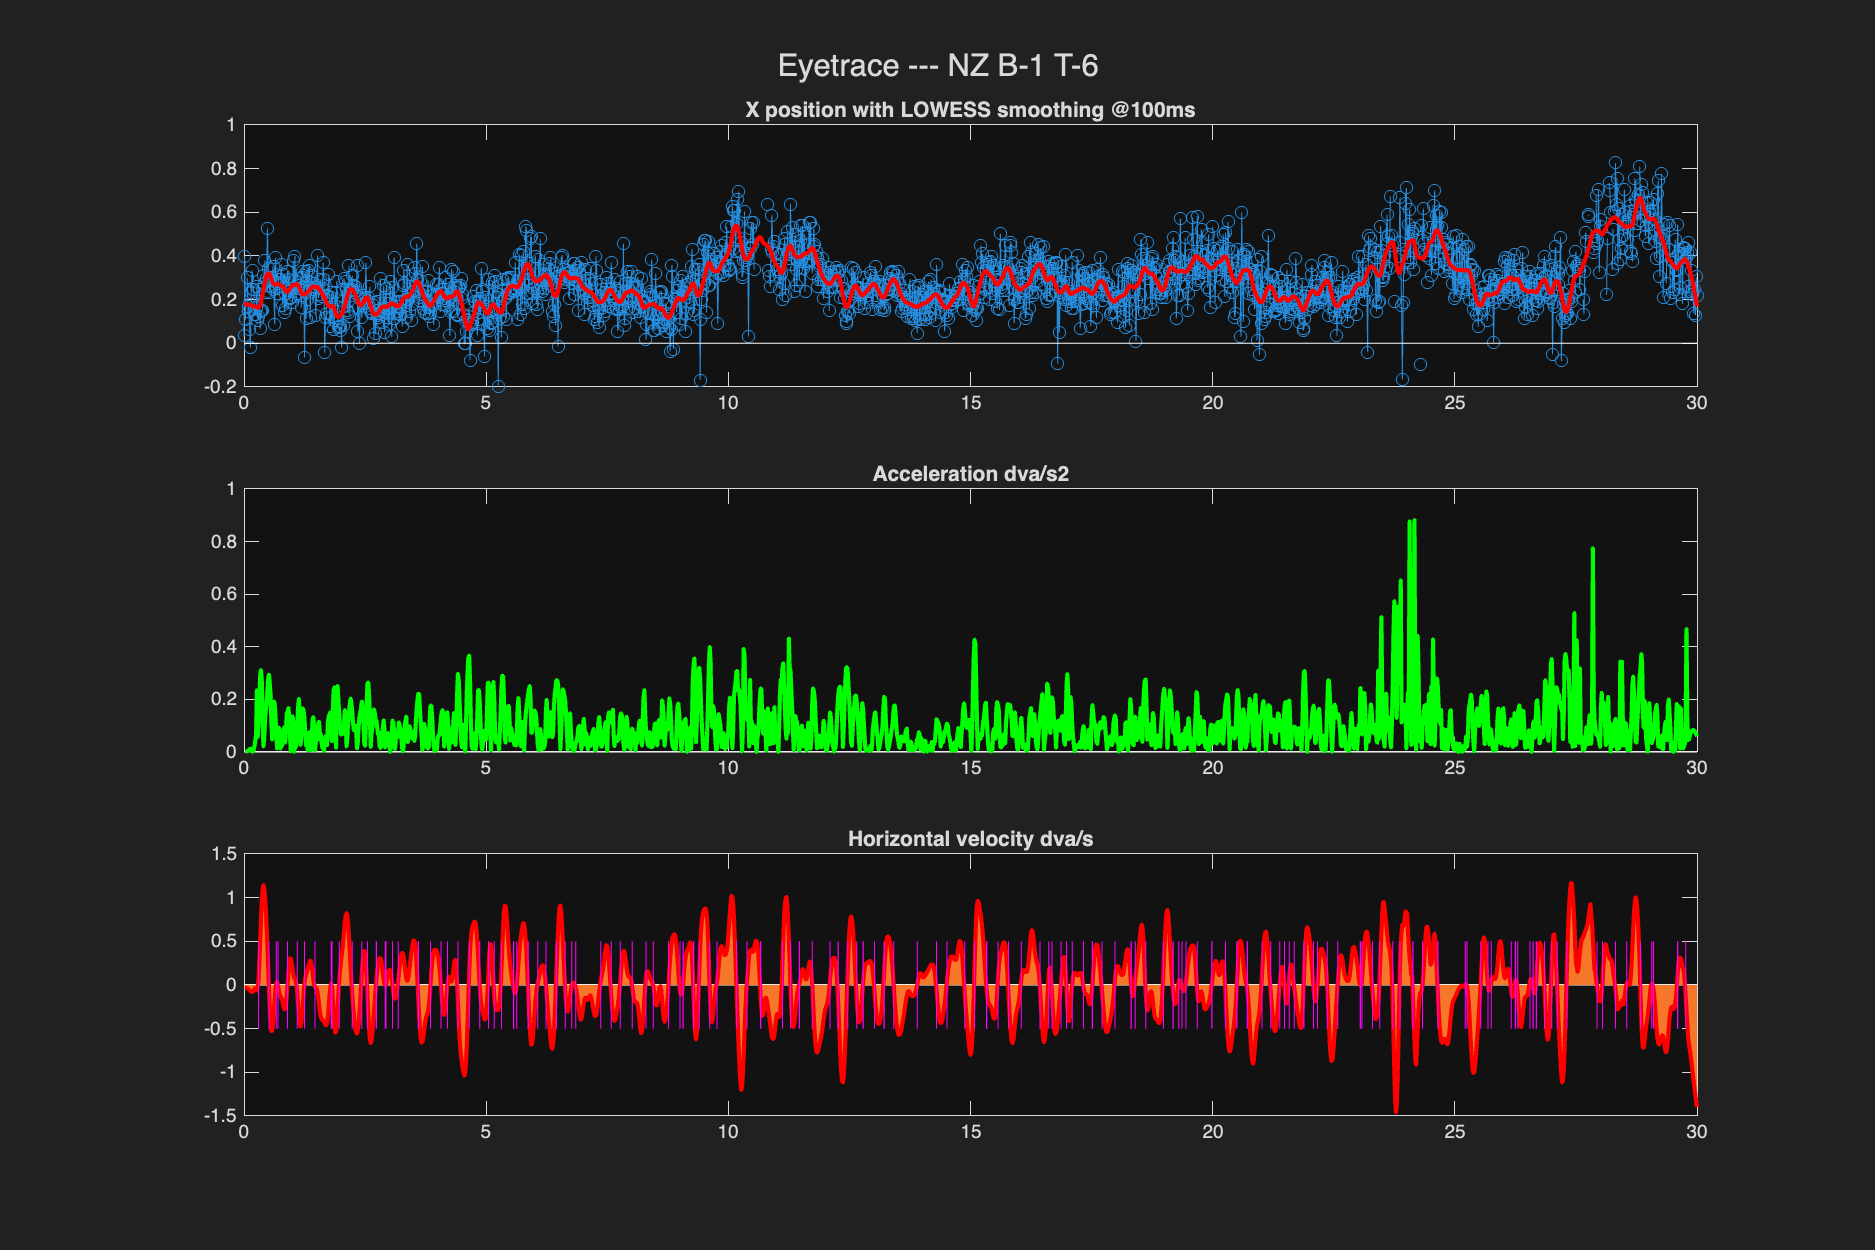 Eyetrace --- NZ B-1 T-6
X position with LOWESS smoothing @100ms
1
0.8
0.6
0.4
0.2
0
-0.2
0 5 10 15 20 25 30
Acceleration dva/s2
1
0.8
0.6
0.4
0.2
0
0 5 10 15 20 25 30
Horizontal velocity dva/s
1.5
1
0.5
0
-0.5
-1
-1.5
0 5 10 15 20 25 30